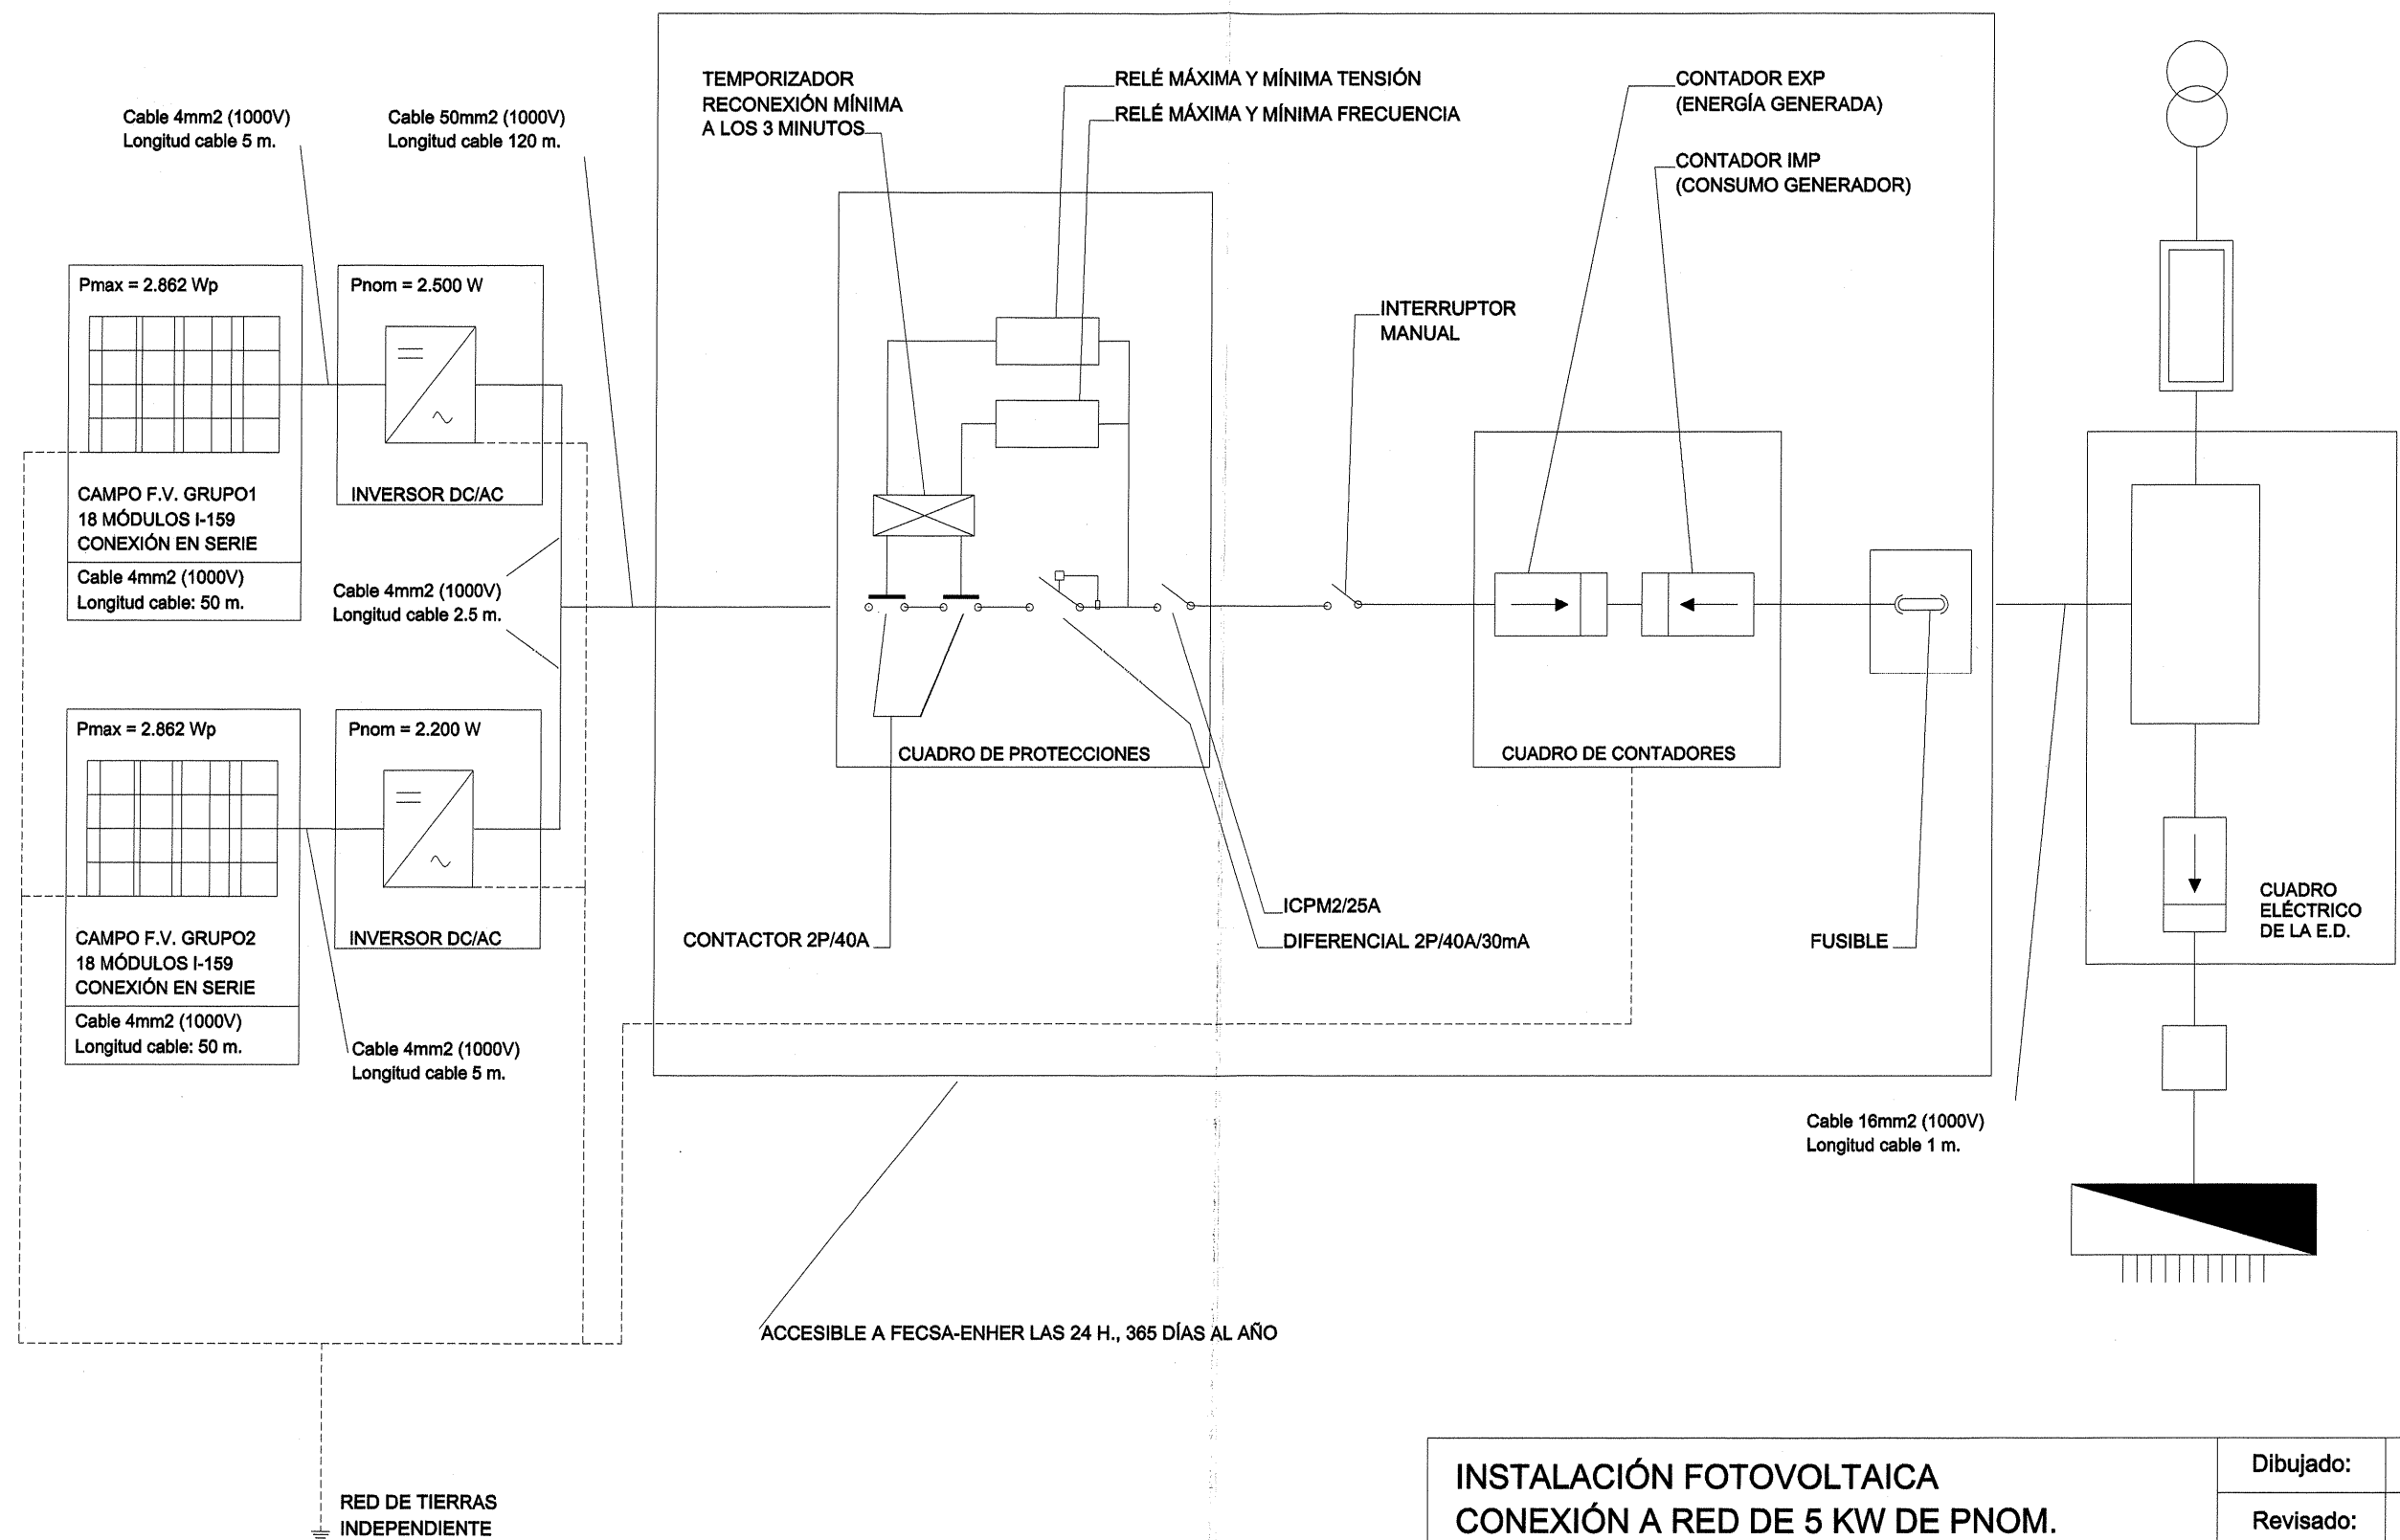 TEMPORIZADOR
RECONEXIÓN MÍNIMA
A LOS 3 MINUTOS
RELÉ MÁXIMA Y MÍNIMA TENSIÓN
RELÉ MÁXIMA Y MÍNIMA FRECUENCIA
CONTADOR EXP
(ENERGÍA GENERADA)
CONTADOR IMP
(CONSUMO GENERADOR)
Cable 4mm2 (1000V)
Longitud cable 5 m.
Cable 50mm2 (1000V)
Longitud cable 120 m.
Pmax = 2.862 Wp
Pnom = 2.500 W
INTERRUPTOR
MANUAL
CAMPO F.V. GRUPO1
18 MÓDULOS I-159
CONEXIÓN EN SERIE
INVERSOR DC/AC
Cable 4mm2 (1000V)
Longitud cable: 50 m.
Cable 4mm2 (1000V)
Longitud cable 2.5 m.
Pmax = 2.862 Wp
Pnom = 2.200 W
CUADRO DE PROTECCIONES
CUADRO DE CONTADORES
CAMPO F.V. GRUPO2
18 MÓDULOS I-159
CONEXIÓN EN SERIE
INVERSOR DC/AC
Cable 4mm2 (1000V)
Longitud cable: 50 m.
Cable 4mm2 (1000V)
Longitud cable 5 m.
CONTACTOR 2P/40A
ICPM2/25A
DIFERENCIAL 2P/40A/30mA
FUSIBLE
CUADRO
ELÉCTRICO
DE LA E.D.
Cable 16mm2 (1000V)
Longitud cable 1 m.
ACCESIBLE A FECSA-ENHER LAS 24 H., 365 DÍAS AL AÑO
RED DE TIERRAS
INDEPENDIENTE
INSTALACIÓN FOTOVOLTAICA
CONEXIÓN A RED DE 5 KW DE PNOM.
Dibujado:
Revisado: